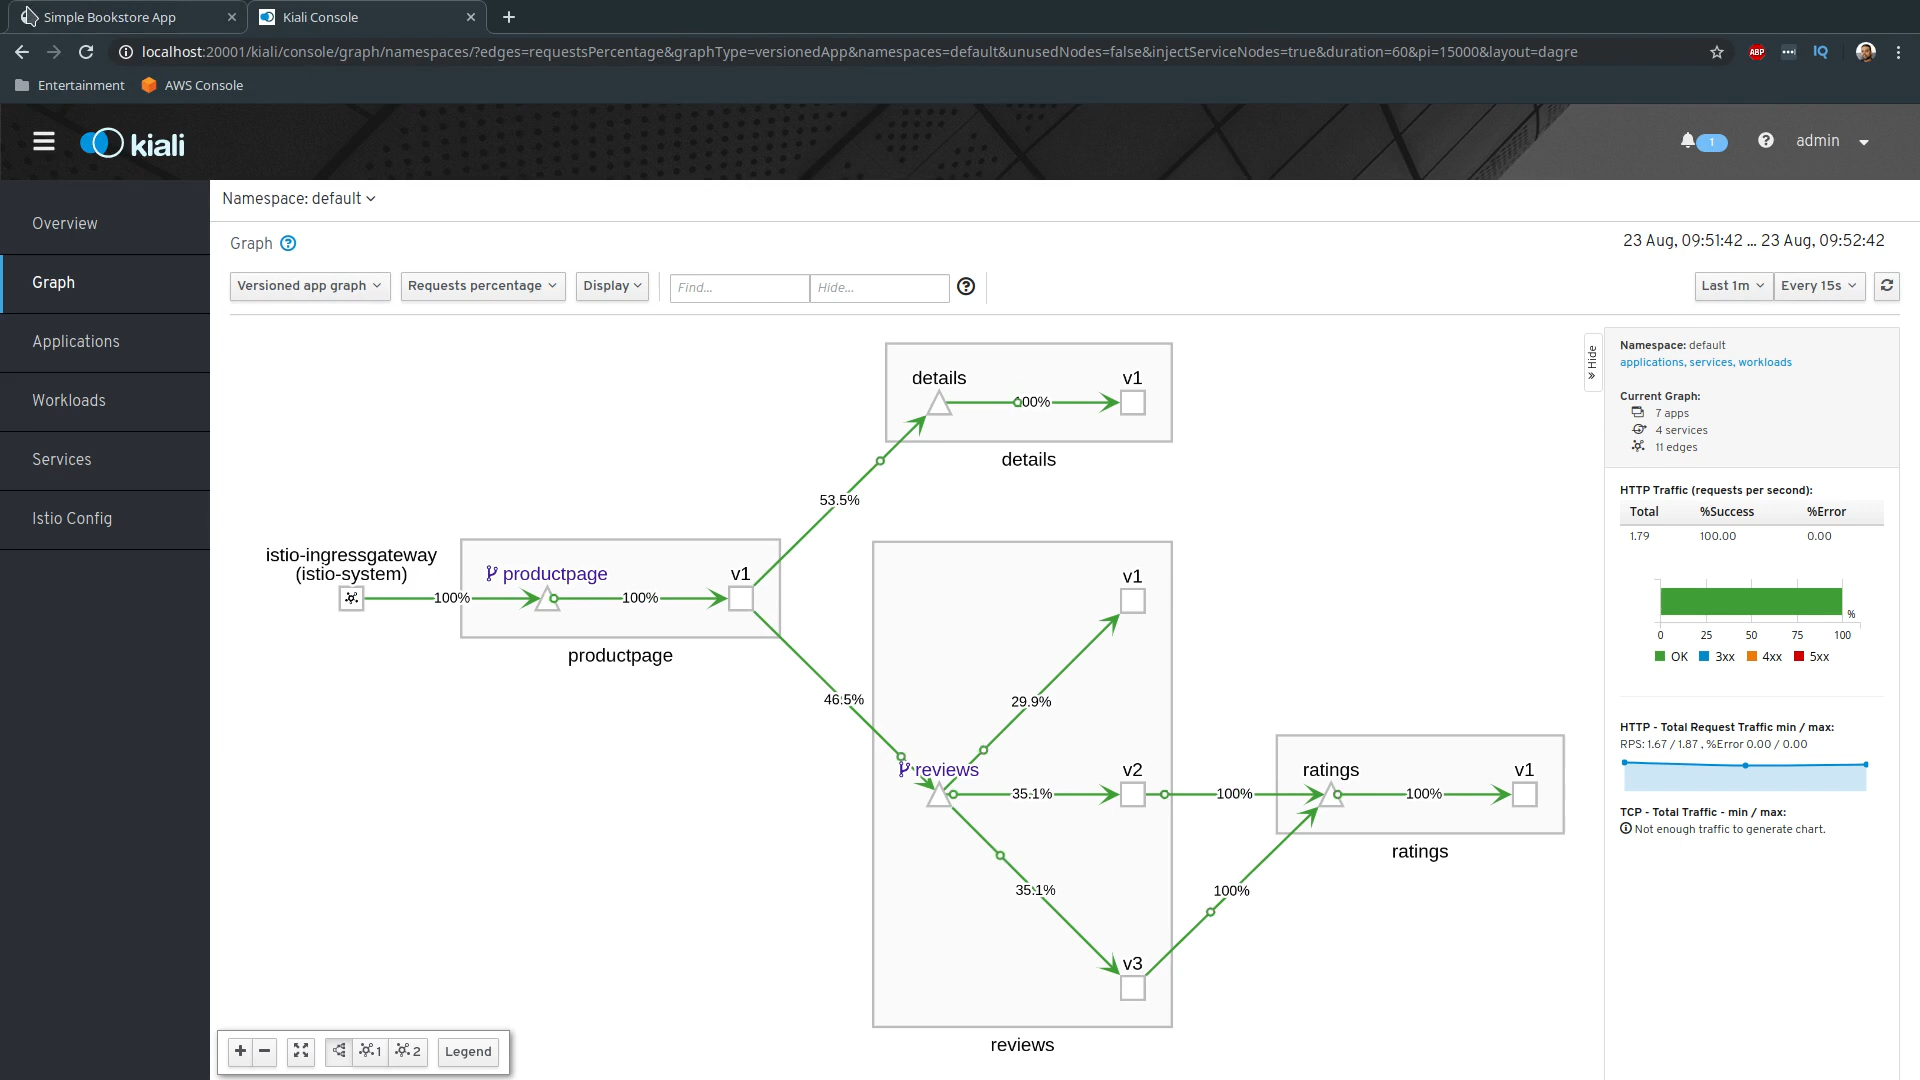 Simple Bookstore App
Kiali Console
localhost:20001/kiali/console/graph/namespaces/?edges=requestsPercentage&graphType=versionedApp&namespaces=default&unusedNodes=false&injectServiceNodes=true&duration=60&pi=15000&layout=dagre
ABP
IQ
Entertainment
AWS Console
kiali
1
admin
Namespace: default
Overview
Graph
Applications
Workloads
Services
Istio Config
Graph
23 Aug, 09:51:42 ... 23 Aug, 09:52:42
Versioned app graph
Requests percentage
Display
Find...
Hide...
Last 1m
Every 15s
details
v1
100%
details
53.5%
istio-ingressgateway
(istio-system)
100%
productpage
100%
v1
productpage
46.5%
v1
29.9%
reviews
35.1%
v2
100%
35.1%
v3
reviews
ratings
100%
v1
100%
ratings
Hide
Namespace: default
applications, services, workloads
Current Graph:
7 apps
4 services
11 edges
HTTP Traffic (requests per second):
Total %Success %Error
1.79 100.00 0.00
%
0 25 50 75 100
OK 3xx 4xx 5xx
HTTP - Total Request Traffic min / max:
RPS: 1.67 / 1.87 , %Error 0.00 / 0.00
TCP - Total Traffic - min / max:
Not enough traffic to generate chart.
1
2
Legend